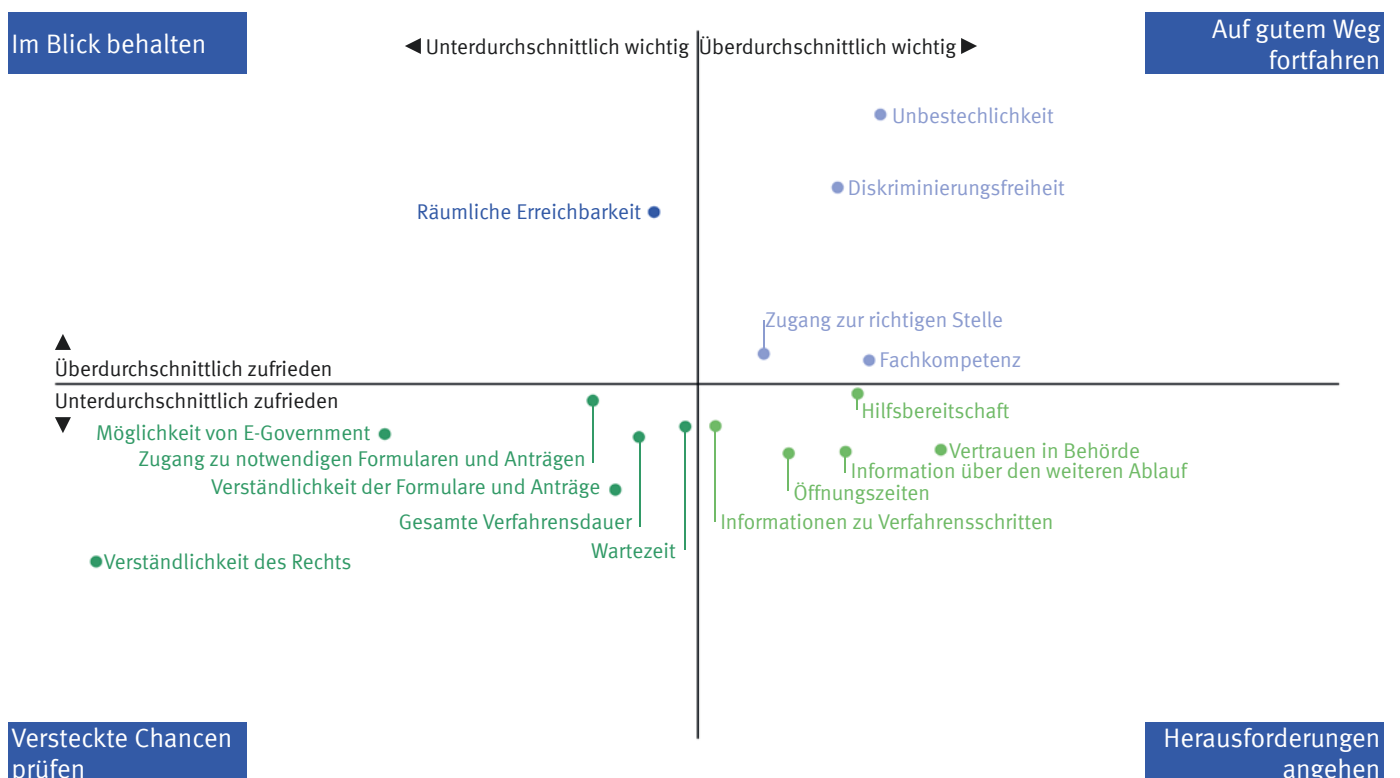 Im Blick behalten
Unterdurchschnittlich wichtig
Überdurchschnittlich wichtig
Auf gutem Weg
fortfahren
Unbestechlichkeit
Diskriminierungsfreiheit
Räumliche Erreichbarkeit
Zugang zur richtigen Stelle
Fachkompetenz
Überdurchschnittlich zufrieden
Unterdurchschnittlich zufrieden
Hilfsbereitschaft
Möglichkeit von E-Government
Vertrauen in Behörde
Zugang zu notwendigen Formularen und Anträgen
Information über den weiteren Ablauf
Verständlichkeit der Formulare und Anträge
Öffnungszeiten
Gesamte Verfahrensdauer
Informationen zu Verfahrensschritten
Wartezeit
Verständlichkeit des Rechts
Versteckte Chancen
prüfen
Herausforderungen
angehen